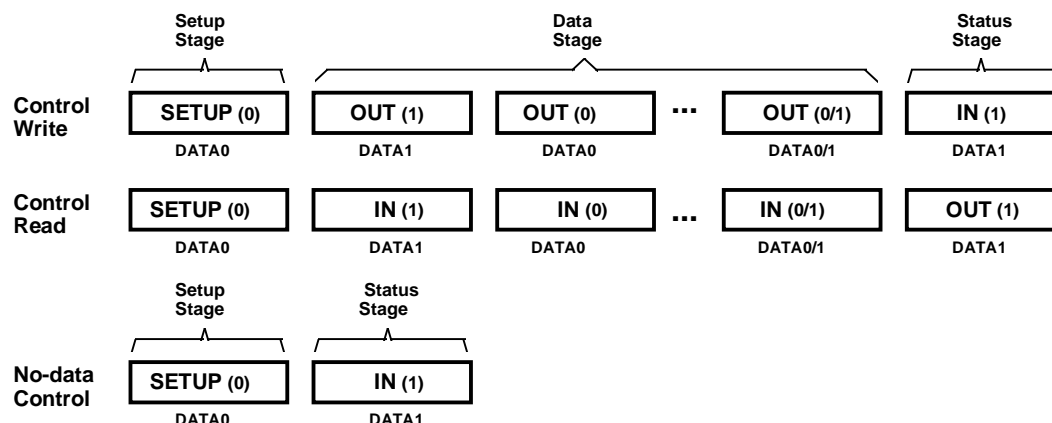 Setup
Stage
Data
Stage
Status
Stage
Control
Write
SETUP (0)
OUT (1)
OUT (0)
...
OUT (0/1)
IN (1)
DATA0
DATA1
DATA0
DATA0/1
DATA1
Control
Read
SETUP (0)
IN (1)
IN (0)
...
IN (0/1)
OUT (1)
DATA0
DATA1
DATA0
DATA0/1
DATA1
Setup
Stage
Status
Stage
No-data
Control
SETUP (0)
IN (1)
DATA0
DATA1